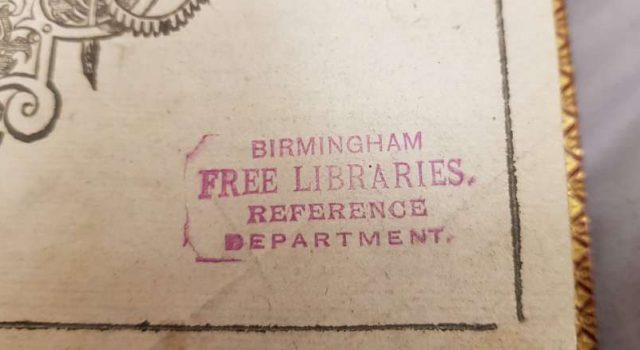 BIRMINGHAM
FREE LIBRARIES.
REFERENCE
DEPARTMENT.